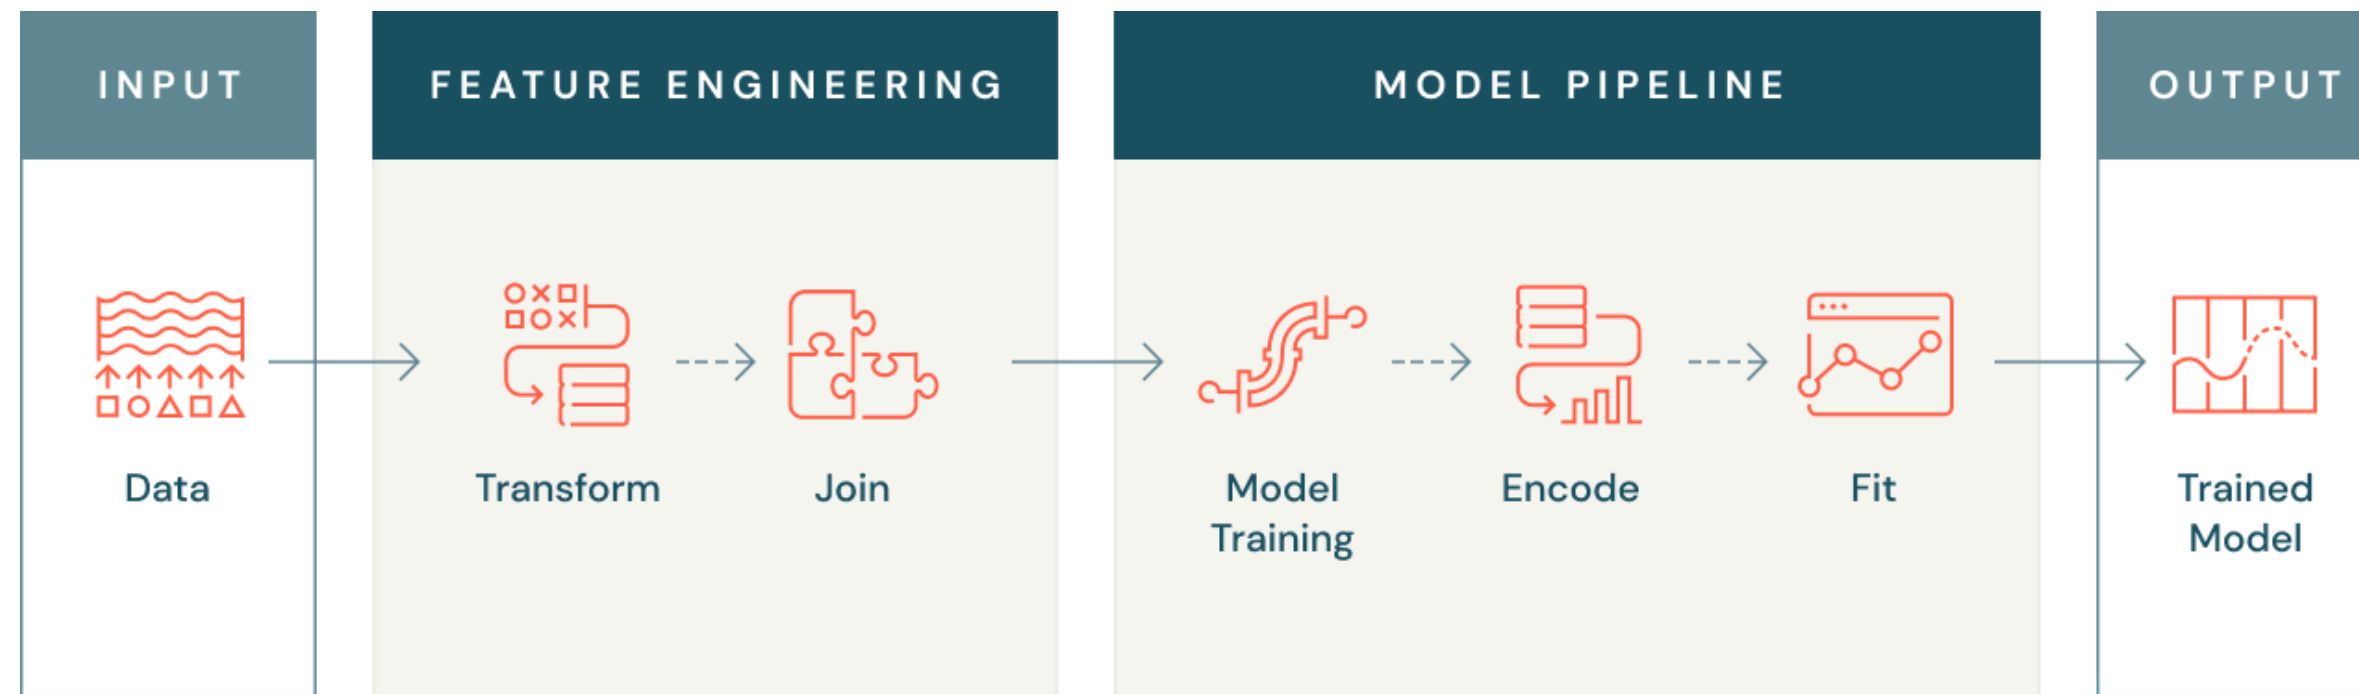 INPUT
FEATURE ENGINEERING
MODEL PIPELINE
OUTPUT
Data
Transform
Join
Model
Training
Encode
Fit
Trained
Model